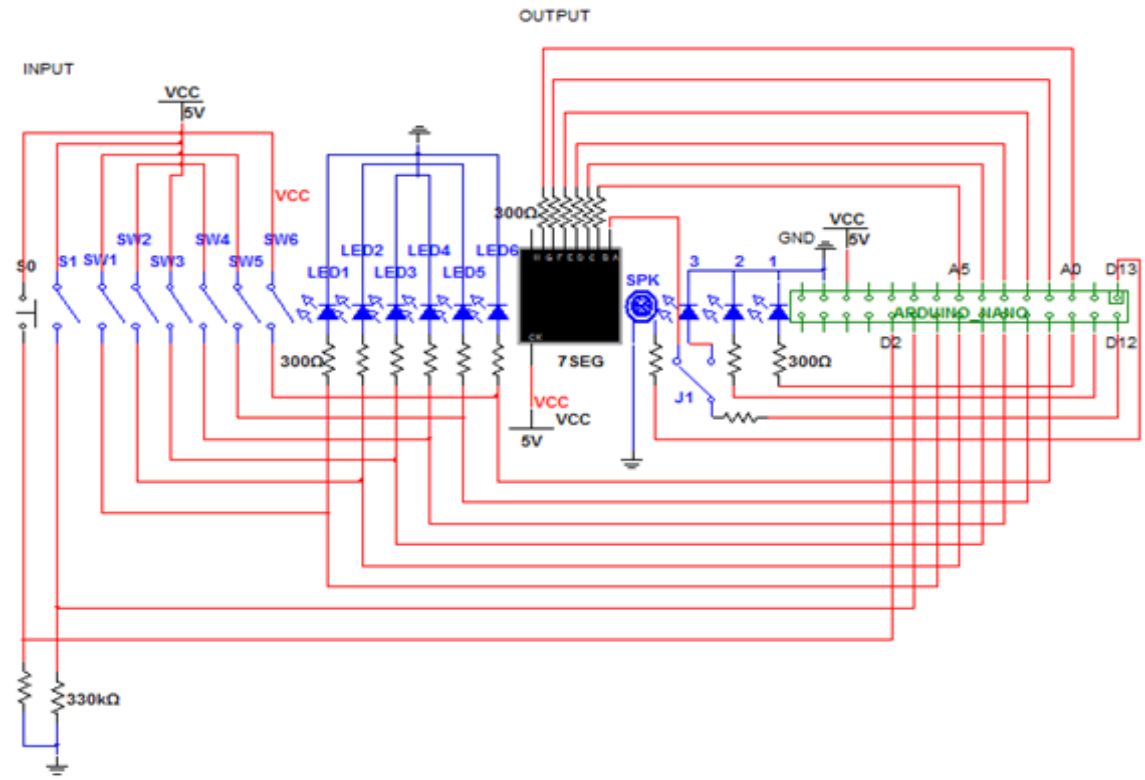 OUTPUT
INPUT
VCC
5V
VCC
300Ω
VCC
5V
GND
SW2
SW4
SW6
LED2
LED4
LED6
S0
S1
SW1
SW3
SW5
LED1
LED3
LED5
H G F E D C B A
SPK
3
2
1
A5
A0
D13
ARDUINO_NANO
300Ω
CK
7SEG
300Ω
D2
D12
J1
VCC
VCC
5V
330kΩ